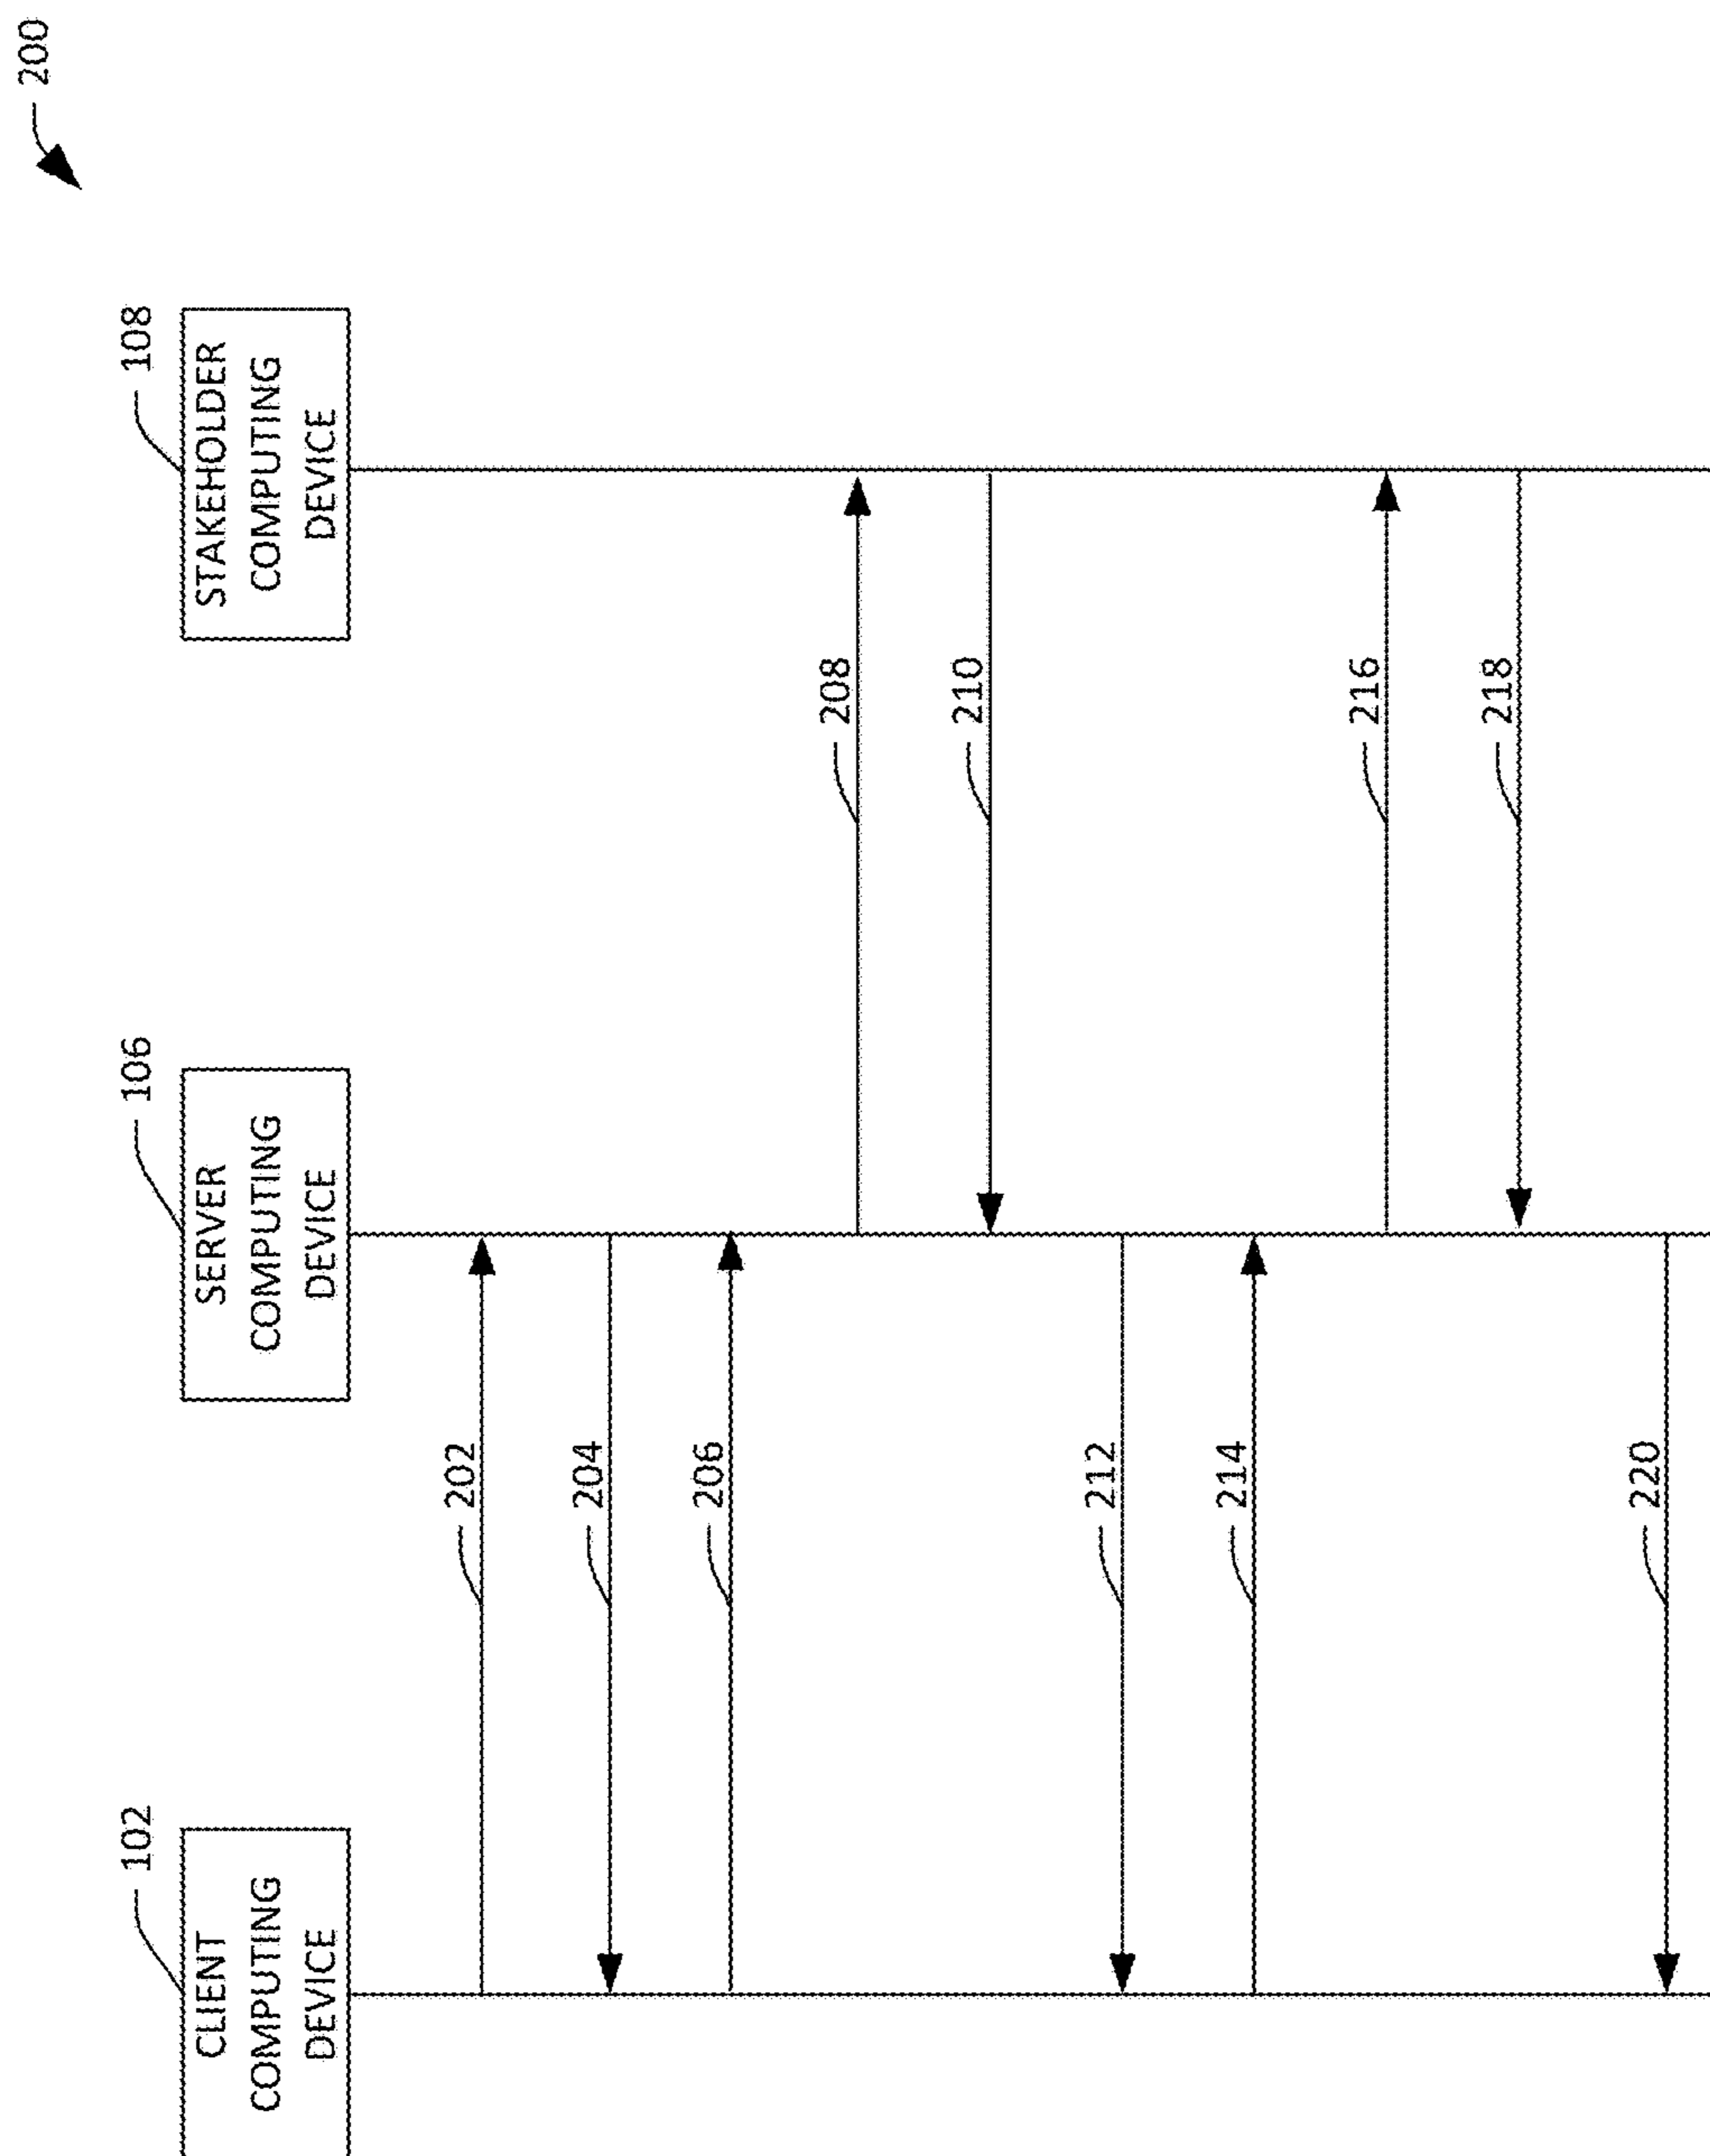 200
102
CLIENT
COMPUTING
DEVICE
106
SERVER
COMPUTING
DEVICE
108
STAKEHOLDER
COMPUTING
DEVICE
202
204
206
208
210
212
214
216
218
220